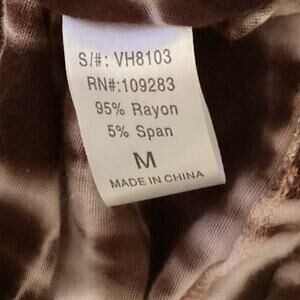 S/#: VH8103
RN#:109283
95% Rayon
5% Span
M
MADE IN CHINA